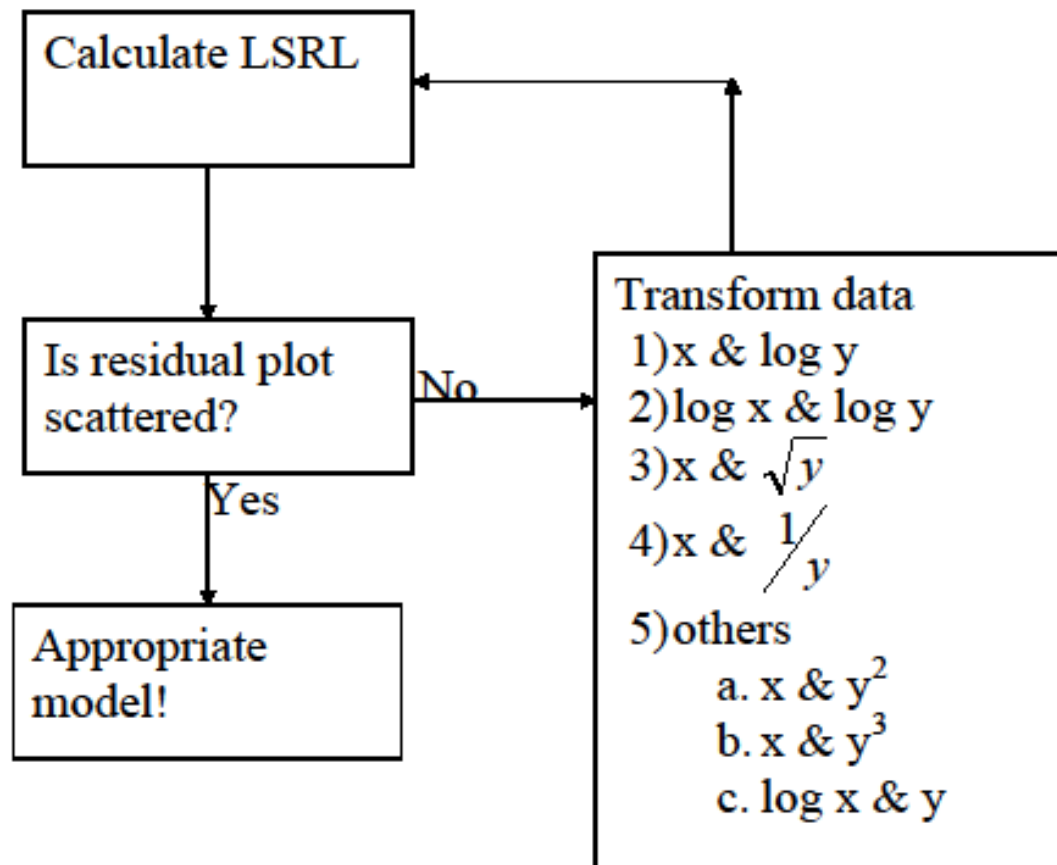 Calculate LSRL
Is residual plot
scattered?
No
Yes
Appropriate
model!
Transform data
1)x & log y
2)log x & log y
3)x & √y
4)x & 1/y
5)others
a. x & y²
b. x & y³
c. log x & y